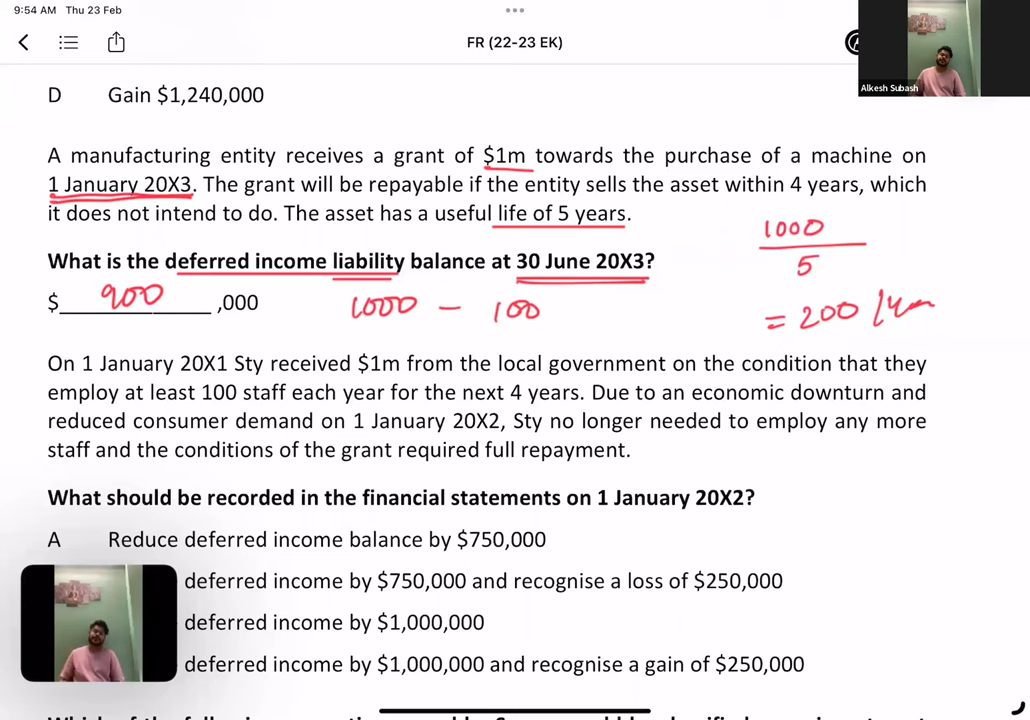 9:54 AM Thu 23 Feb
FR (22-23 EK)
Alkesh Subash
D Gain $1,240,000
A manufacturing entity receives a grant of $1m towards the purchase of a machine on
1 January 20X3. The grant will be repayable if the entity sells the asset within 4 years, which
it does not intend to do. The asset has a useful life of 5 years.
1000
5
= 200 / year
What is the deferred income liability balance at 30 June 20X3?
$ 900 ,000 1000 - 100
On 1 January 20X1 Sty received $1m from the local government on the condition that they
employ at least 100 staff each year for the next 4 years. Due to an economic downturn and
reduced consumer demand on 1 January 20X2, Sty no longer needed to employ any more
staff and the conditions of the grant required full repayment.
What should be recorded in the financial statements on 1 January 20X2?
A Reduce deferred income balance by $750,000
deferred income by $750,000 and recognise a loss of $250,000
deferred income by $1,000,000
deferred income by $1,000,000 and recognise a gain of $250,000